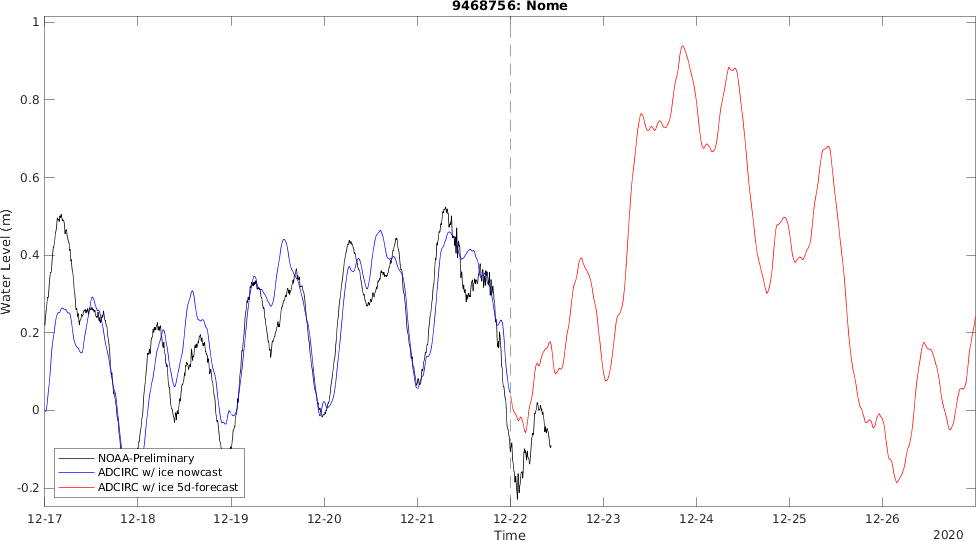 9468756: Nome
Water Level (m)
1
0.8
0.6
0.4
0.2
0
-0.2
NOAA-Preliminary
ADCIRC w/ ice nowcast
ADCIRC w/ ice 5d-forecast
12-17 12-18 12-19 12-20 12-21 12-22 12-23 12-24 12-25 12-26
Time
2020